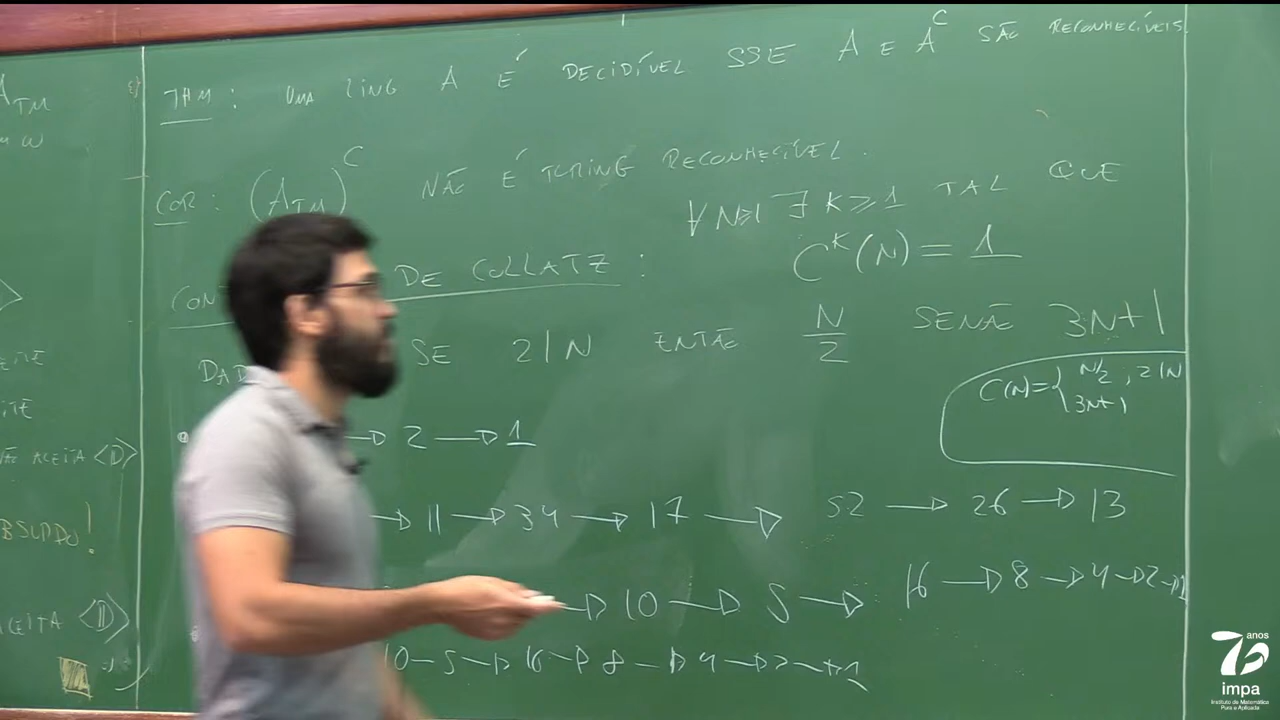 THM : UMA LING A É DECIDÍVEL SSE A E A^C SÃO RECONHECÍVEIS
COR : (A_TM)^C NÃO É TURING RECONHECÍVEL.
∀ N≥1 ∃ K≥1 TAL QUE
C^K(N) = 1
DE COLLATZ :
SE 2|N ENTÃO N/2 SENÃO 3N+1
C(N)={ N/2 , 2|N
3N+1
→ 2 → 1
→ 11 → 34 → 17 → 52 → 26 → 13
→ 10 → 5 → 16 → 8 → 4 → 2 → 1
10 — 5 → 16 → 8 → 4 → 2 → 1
A_TM
ω
NÃO ACEITA <D>
ACEITA <D>
70 anos
impa
Instituto de Matemática
Pura e Aplicada